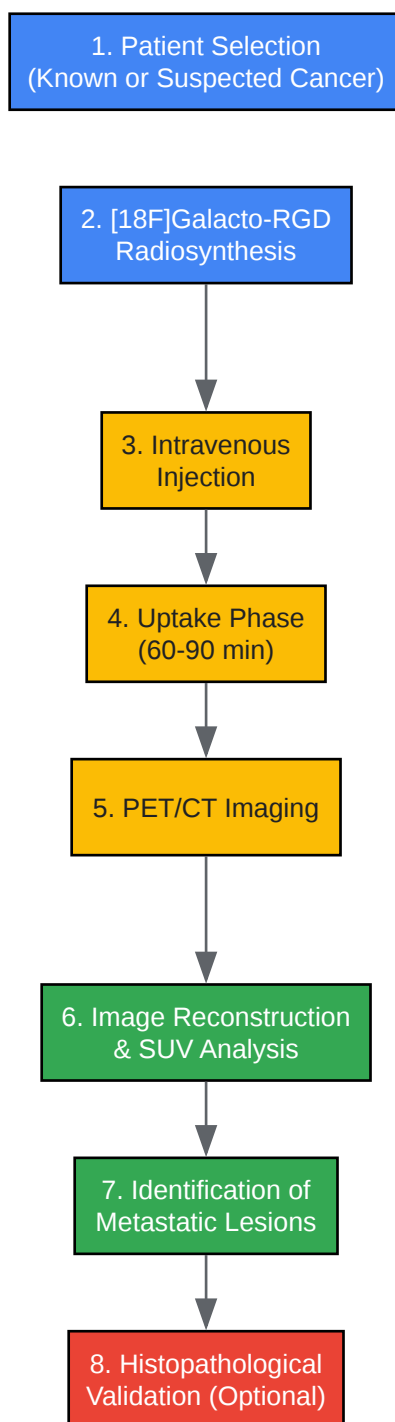 1. Patient Selection
(Known or Suspected Cancer)
2. [18F]Galacto-RGD
Radiosynthesis
3. Intravenous
Injection
4. Uptake Phase
(60-90 min)
5. PET/CT Imaging
6. Image Reconstruction
& SUV Analysis
7. Identification of
Metastatic Lesions
8. Histopathological
Validation (Optional)